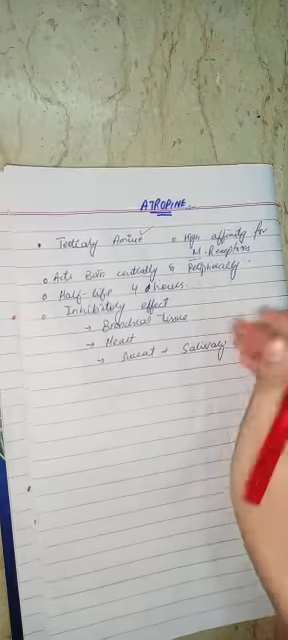 ATROPINE
• Tertiary Amine ✓
• High affinity for M. Receptors
• Acts Both centrally & Peripherally.
• Half-life 4 hours.
• Inhibitory effect
→ Bronchial tissue
→ Heart
→ Sweat + Salivary